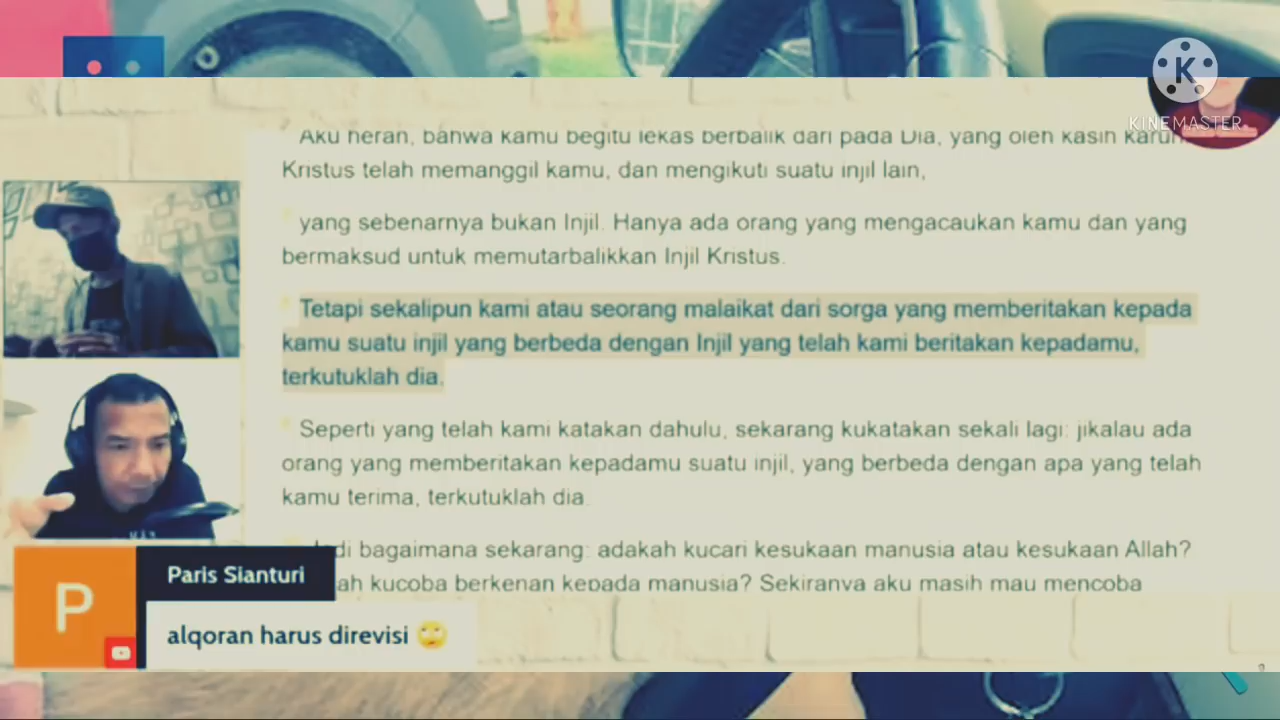 KINEMASTER
Aku heran, bahwa kamu begitu lekas berbalik dari pada Dia, yang oleh kasih
Kristus telah memanggil kamu, dan mengikuti suatu injil lain,
yang sebenarnya bukan Injil. Hanya ada orang yang mengacaukan kamu dan yang
bermaksud untuk memutarbalikkan Injil Kristus.
Tetapi sekalipun kami atau seorang malaikat dari sorga yang memberitakan kepada
kamu suatu injil yang berbeda dengan Injil yang telah kami beritakan kepadamu,
terkutuklah dia.
Seperti yang telah kami katakan dahulu, sekarang kukatakan sekali lagi: jikalau ada
orang yang memberitakan kepadamu suatu injil, yang berbeda dengan apa yang telah
kamu terima, terkutuklah dia.
bagaimana sekarang: adakah kucari kesukaan manusia atau kesukaan Allah?
kucoba berkenan kepada manusia? Sekiranya aku masih mau mencoba
P
Paris Sianturi
alqoran harus direvisi 🙄